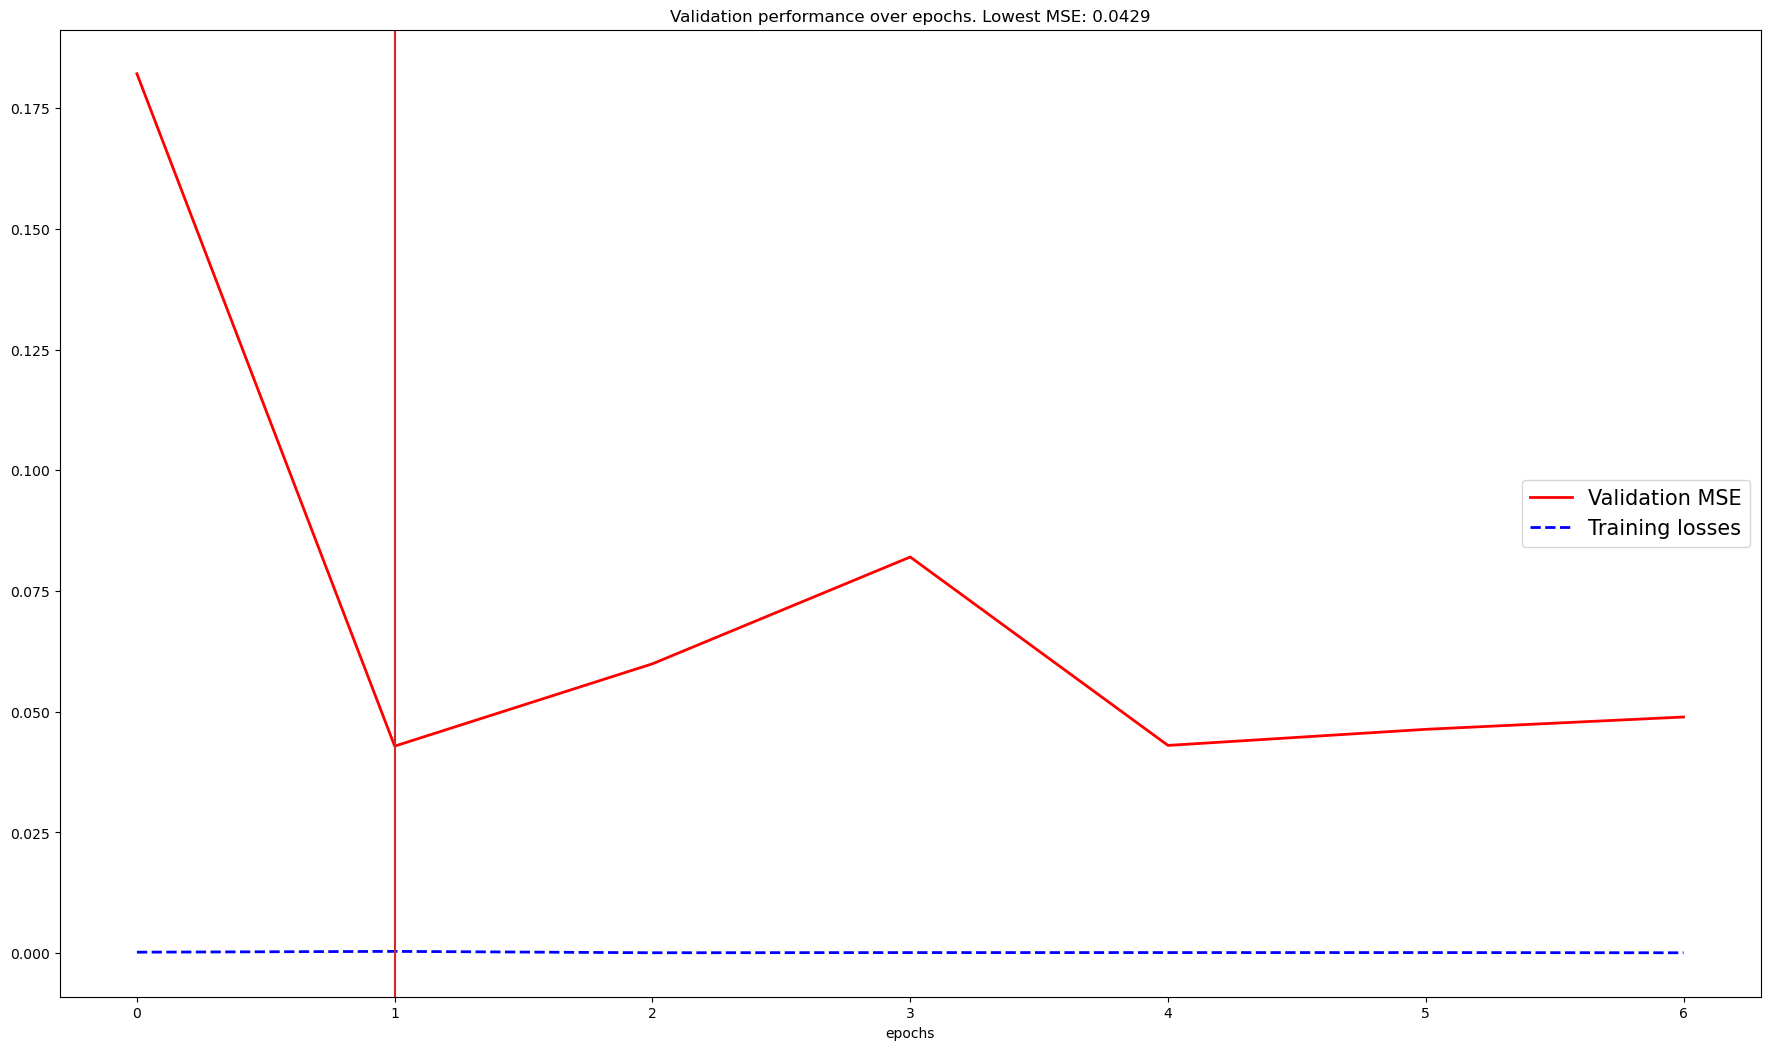 Validation performance over epochs. Lowest MSE: 0.0429
0.175
0.150
0.125
0.100
0.075
0.050
0.025
0.000
Validation MSE
Training losses
0 1 2 3 4 5 6
epochs